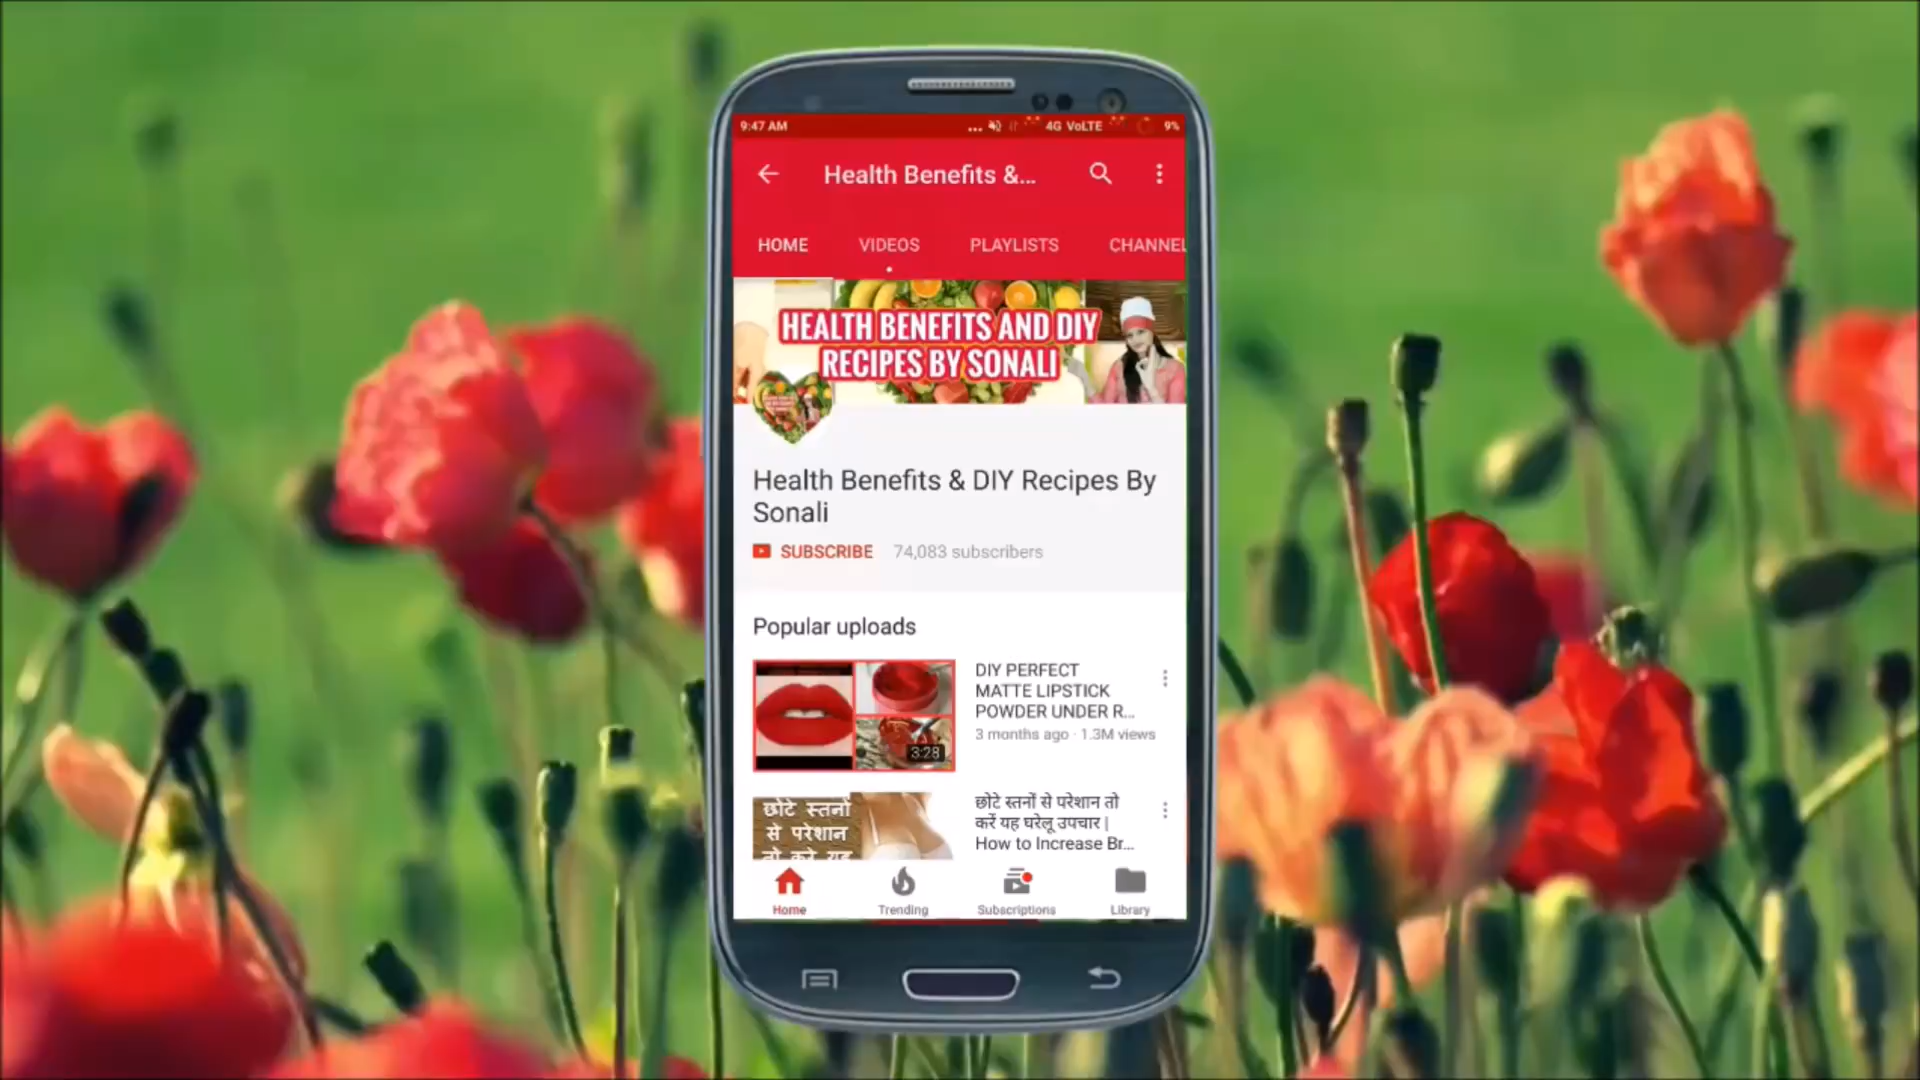 9:47 AM
4G VoLTE
9%
Health Benefits &...
HOME VIDEOS PLAYLISTS CHANNEL
HEALTH BENEFITS AND DIY
RECIPES BY SONALI
Health Benefits & DIY Recipes By
Sonali
SUBSCRIBE 74,083 subscribers
Popular uploads
DIY PERFECT
MATTE LIPSTICK
POWDER UNDER R...
3 months ago · 1.3M views
3:28
छोटे स्तनों
से परेशान
तो करे यह
छोटे स्तनों से परेशान तो
करें यह घरेलू उपचार |
How to Increase Br...
Home Trending Subscriptions Library